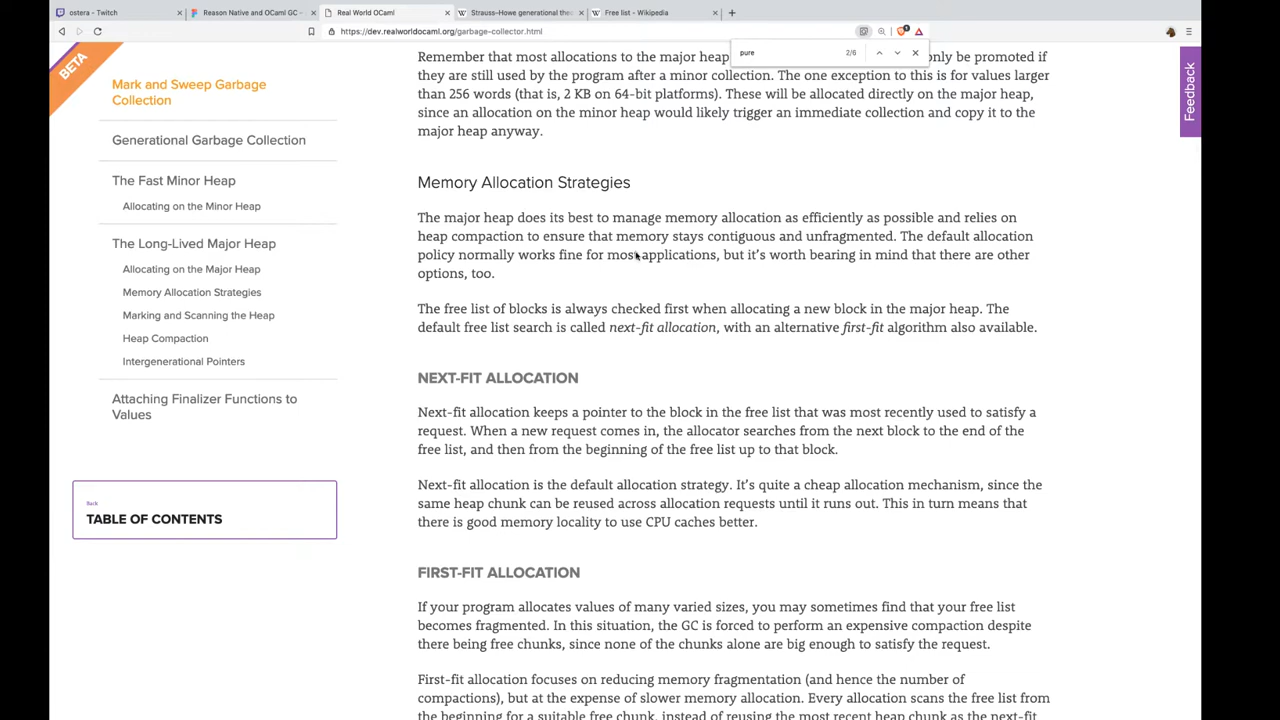 ostera - Twitch
Reason Native and OCaml GC -
Real World OCaml
Strauss–Howe generational the
Free list - Wikipedia
https://dev.realworldocaml.org/garbage-collector.html
pure 2/6
BETA
Feedback
Mark and Sweep Garbage
Collection
Generational Garbage Collection
The Fast Minor Heap
Allocating on the Minor Heap
The Long-Lived Major Heap
Allocating on the Major Heap
Memory Allocation Strategies
Marking and Scanning the Heap
Heap Compaction
Intergenerational Pointers
Attaching Finalizer Functions to
Values
Back
TABLE OF CONTENTS
Remember that most allocations to the major heap only be promoted if
they are still used by the program after a minor collection. The one exception to this is for values larger
than 256 words (that is, 2 KB on 64-bit platforms). These will be allocated directly on the major heap,
since an allocation on the minor heap would likely trigger an immediate collection and copy it to the
major heap anyway.
Memory Allocation Strategies
The major heap does its best to manage memory allocation as efficiently as possible and relies on
heap compaction to ensure that memory stays contiguous and unfragmented. The default allocation
policy normally works fine for most applications, but it’s worth bearing in mind that there are other
options, too.
The free list of blocks is always checked first when allocating a new block in the major heap. The
default free list search is called next-fit allocation, with an alternative first-fit algorithm also available.
NEXT-FIT ALLOCATION
Next-fit allocation keeps a pointer to the block in the free list that was most recently used to satisfy a
request. When a new request comes in, the allocator searches from the next block to the end of the
free list, and then from the beginning of the free list up to that block.
Next-fit allocation is the default allocation strategy. It’s quite a cheap allocation mechanism, since the
same heap chunk can be reused across allocation requests until it runs out. This in turn means that
there is good memory locality to use CPU caches better.
FIRST-FIT ALLOCATION
If your program allocates values of many varied sizes, you may sometimes find that your free list
becomes fragmented. In this situation, the GC is forced to perform an expensive compaction despite
there being free chunks, since none of the chunks alone are big enough to satisfy the request.
First-fit allocation focuses on reducing memory fragmentation (and hence the number of
compactions), but at the expense of slower memory allocation. Every allocation scans the free list from
the beginning for a suitable free chunk, instead of reusing the most recent heap chunk as the next-fit